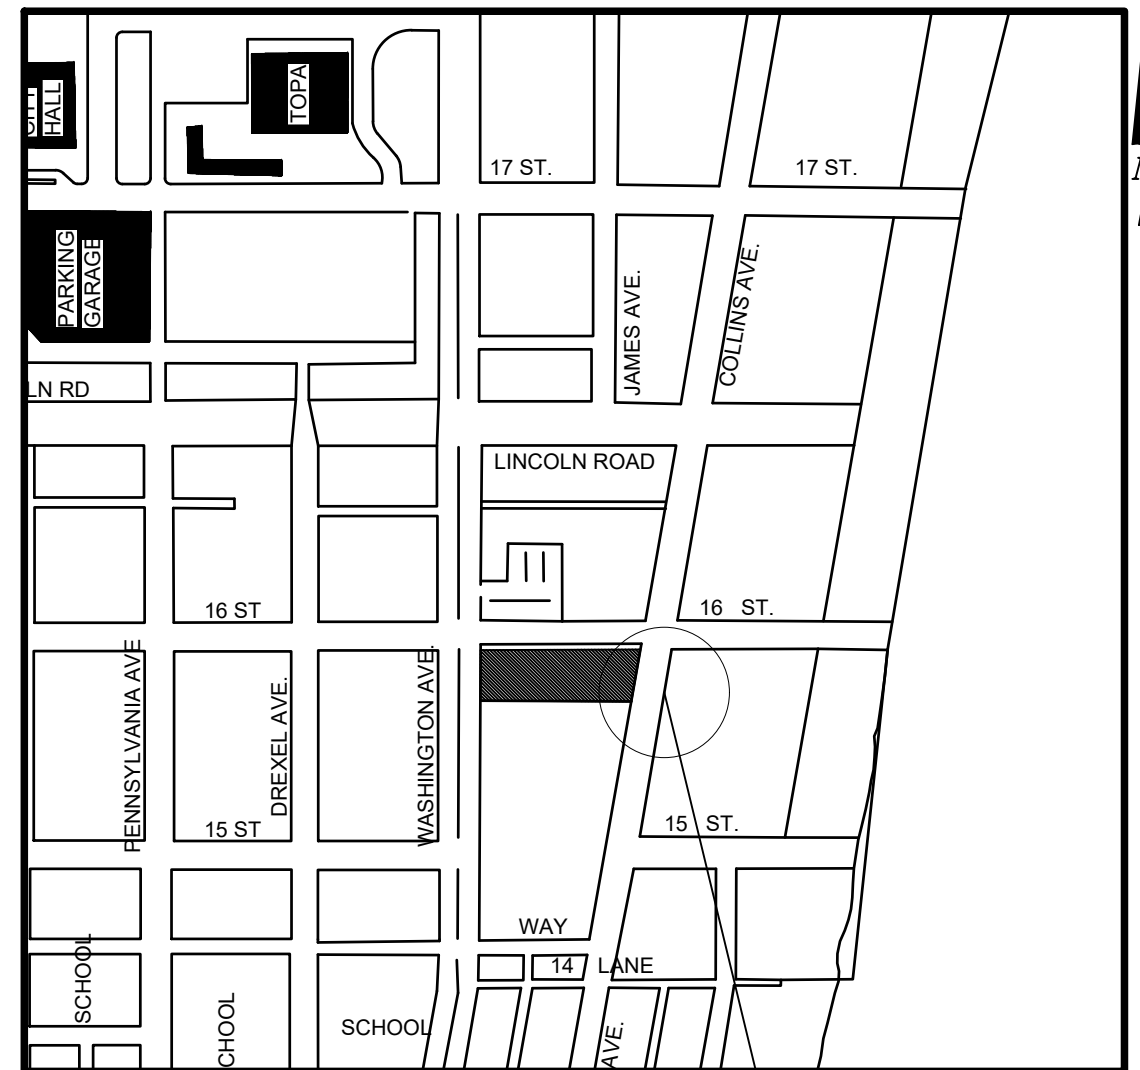 HALL
TOPA
17 ST.
17 ST.
PARKING
GARAGE
JAMES AVE.
COLLINS AVE.
LN RD
LINCOLN ROAD
16 ST
16 ST.
PENNSYLVANIA AVE
DREXEL AVE.
WASHINGTON AVE.
15 ST
15 ST.
WAY
14 LANE
SCHOOL
CHOOL
SCHOOL
AVE.